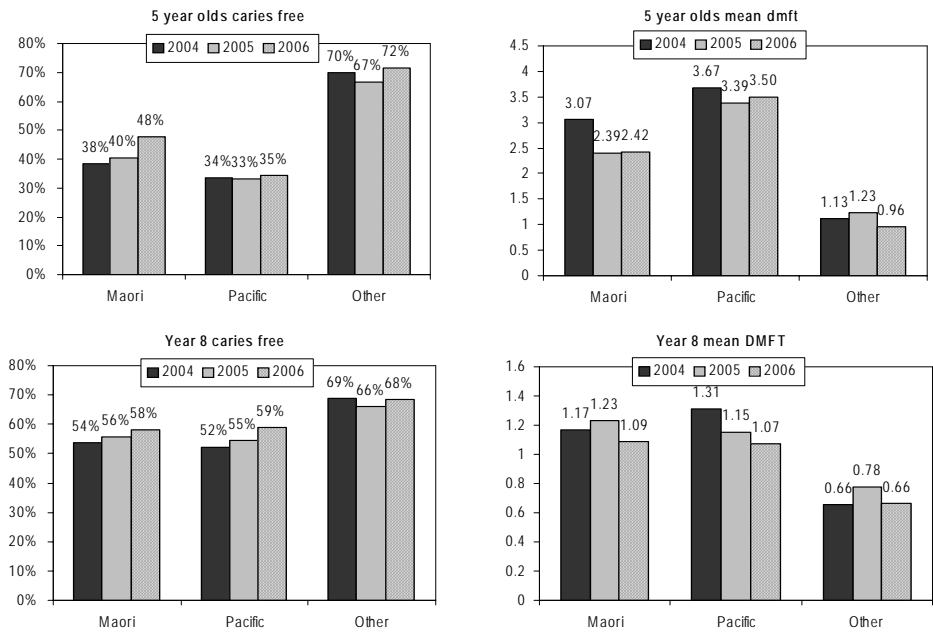 5 year olds caries free
2004 2005 2006
80%
70%
60%
50%
40%
30%
20%
10%
0%
38% 40% 48%
34% 33% 35%
70% 67% 72%
Maori Pacific Other
5 year olds mean dmft
2004 2005 2006
4.5
4
3.5
3
2.5
2
1.5
1
0.5
0
3.07 2.39 2.42
3.67 3.39 3.50
1.13 1.23 0.96
Maori Pacific Other
Year 8 caries free
2004 2005 2006
80%
70%
60%
50%
40%
30%
20%
10%
0%
54% 56% 58%
52% 55% 59%
69% 66% 68%
Maori Pacific Other
Year 8 mean DMFT
2004 2005 2006
1.6
1.4
1.2
1
0.8
0.6
0.4
0.2
0
1.17 1.23 1.09
1.31 1.15 1.07
0.66 0.78 0.66
Maori Pacific Other